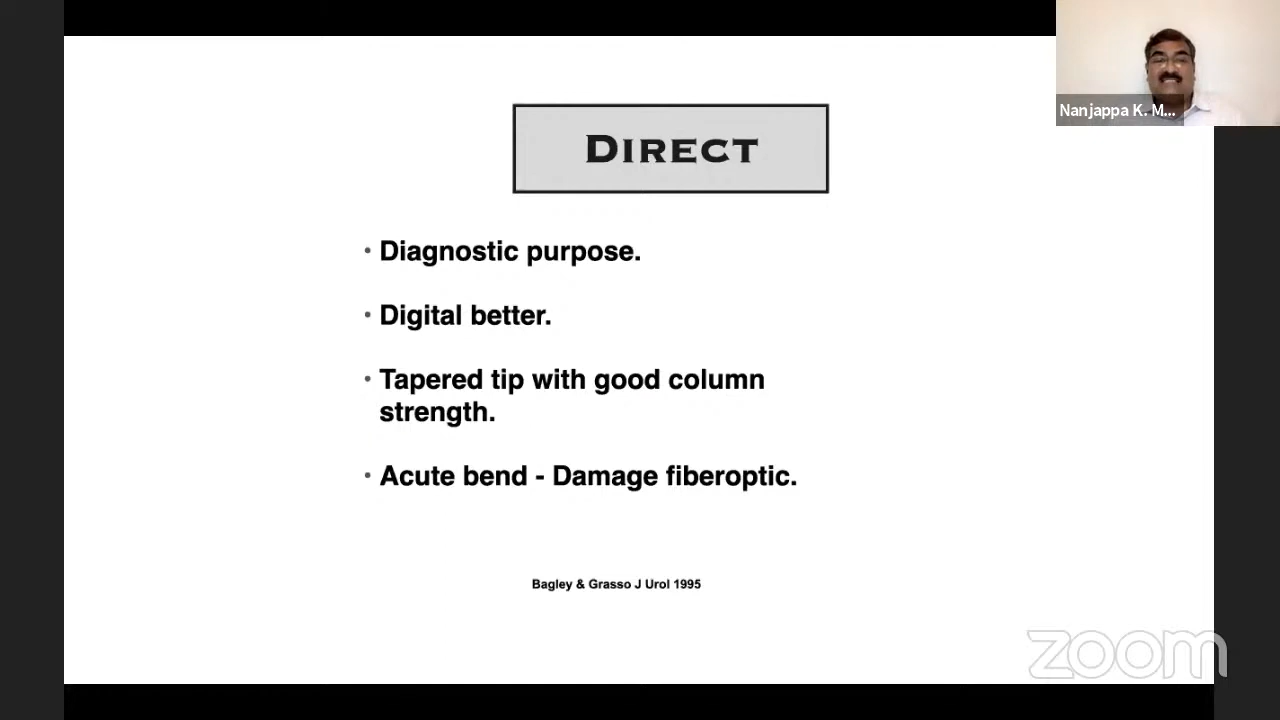 Nanjappa K. M...
DIRECT
• Diagnostic purpose.
• Digital better.
• Tapered tip with good column
strength.
• Acute bend - Damage fiberoptic.
Bagley & Grasso J Urol 1995
zoom